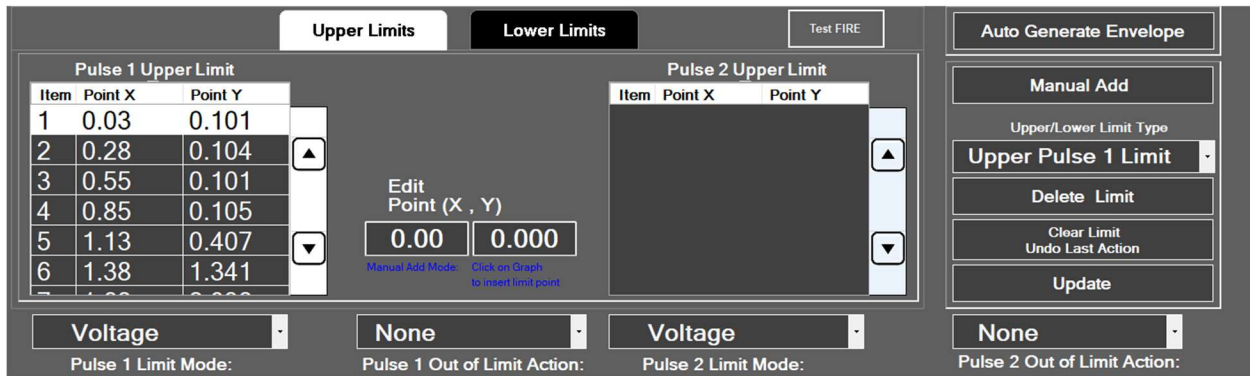 Upper Limits Lower Limits Test FIRE Auto Generate Envelope
Pulse 1 Upper Limit Pulse 2 Upper Limit
Item Point X Point Y Item Point X Point Y
1 0.03 0.101
2 0.28 0.104
3 0.55 0.101
4 0.85 0.105
5 1.13 0.407
6 1.38 1.341
Edit
Point (X , Y)
0.00 0.000
Manual Add Mode: Click on Graph
to insert limit point
Manual Add
Upper/Lower Limit Type
Upper Pulse 1 Limit
Delete Limit
Clear Limit
Undo Last Action
Update
Voltage None Voltage None
Pulse 1 Limit Mode: Pulse 1 Out of Limit Action: Pulse 2 Limit Mode: Pulse 2 Out of Limit Action: